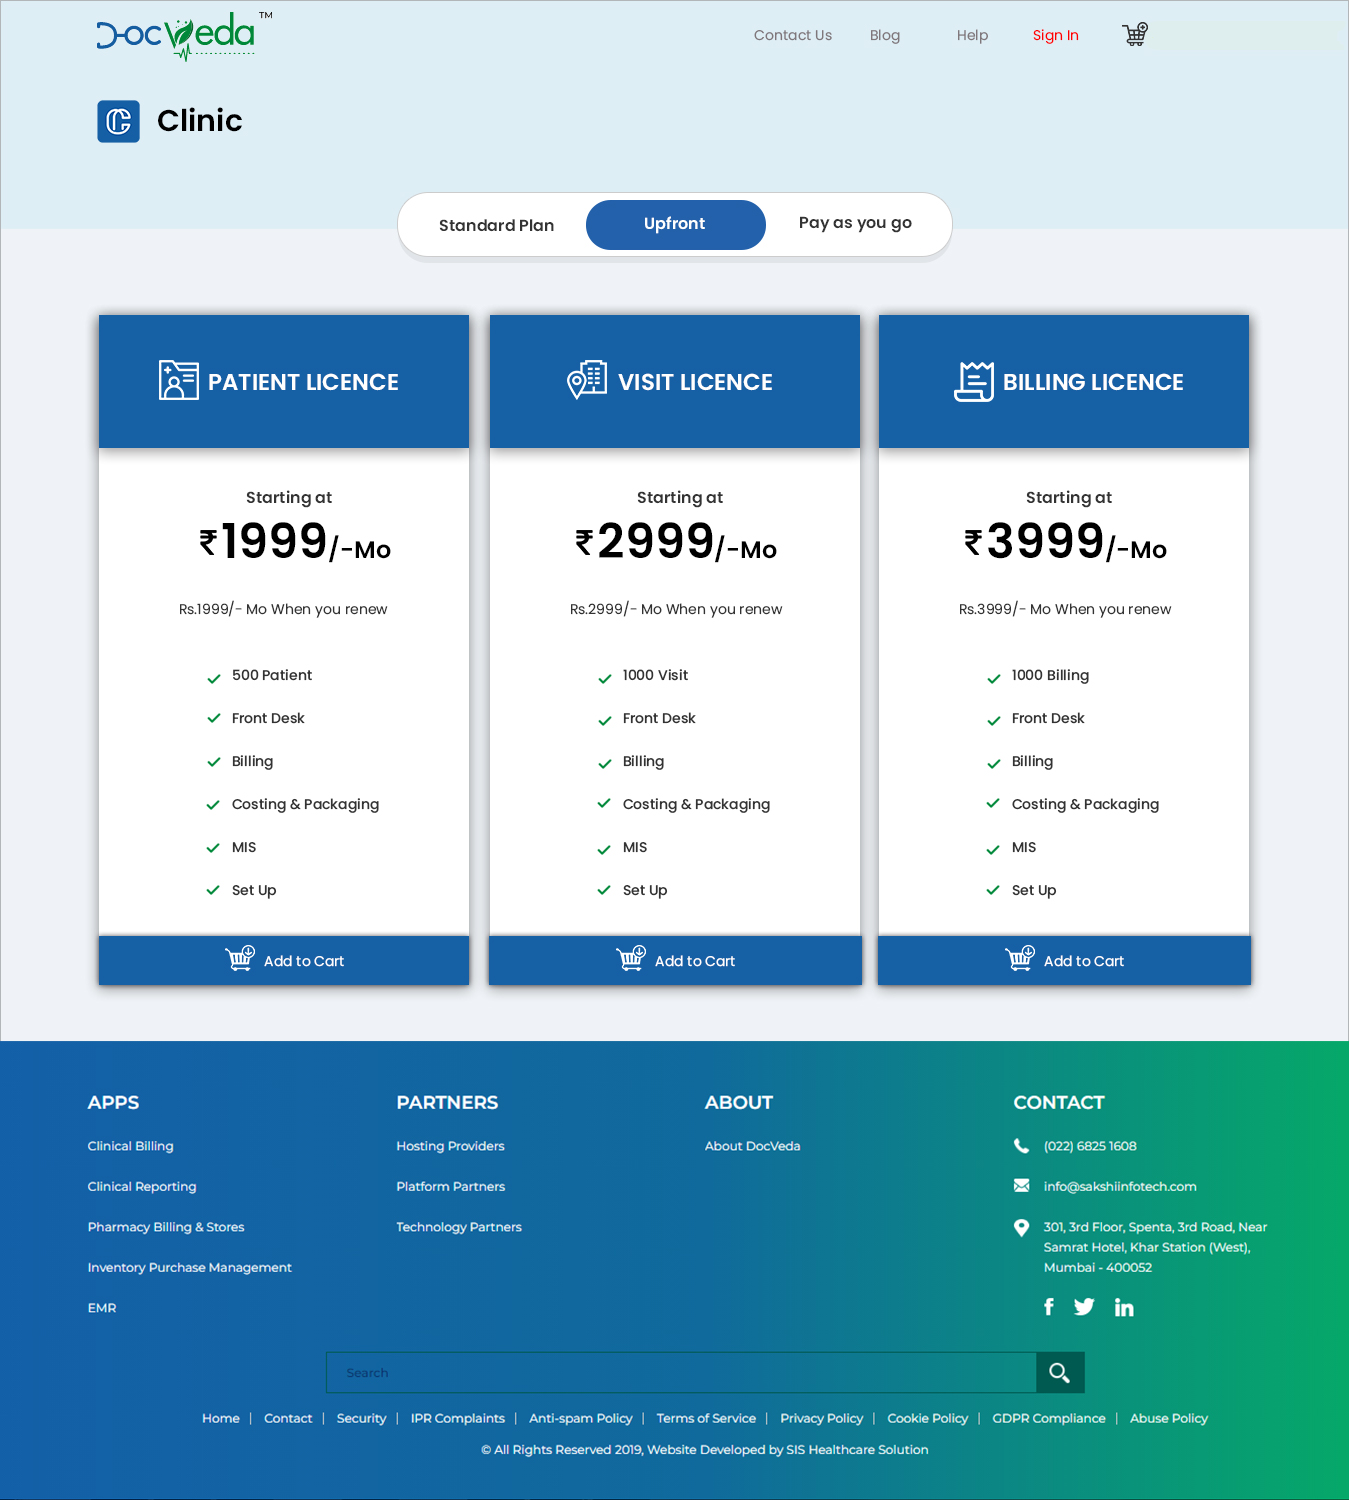 DocVeda™
Contact Us Blog Help Sign In
Clinic
Standard Plan Upfront Pay as you go
PATIENT LICENCE
Starting at
₹1999/-Mo
Rs.1999/- Mo When you renew
500 Patient
Front Desk
Billing
Costing & Packaging
MIS
Set Up
Add to Cart
VISIT LICENCE
Starting at
₹2999/-Mo
Rs.2999/- Mo When you renew
1000 Visit
Front Desk
Billing
Costing & Packaging
MIS
Set Up
Add to Cart
BILLING LICENCE
Starting at
₹3999/-Mo
Rs.3999/- Mo When you renew
1000 Billing
Front Desk
Billing
Costing & Packaging
MIS
Set Up
Add to Cart
APPS
Clinical Billing
Clinical Reporting
Pharmacy Billing & Stores
Inventory Purchase Management
EMR
PARTNERS
Hosting Providers
Platform Partners
Technology Partners
ABOUT
About DocVeda
CONTACT
(022) 6825 1608
info@sakshiinfotech.com
301, 3rd Floor, Spenta, 3rd Road, Near
Samrat Hotel, Khar Station (West),
Mumbai - 400052
Search
Home | Contact | Security | IPR Complaints | Anti-spam Policy | Terms of Service | Privacy Policy | Cookie Policy | GDPR Compliance | Abuse Policy
© All Rights Reserved 2019, Website Developed by SIS Healthcare Solution